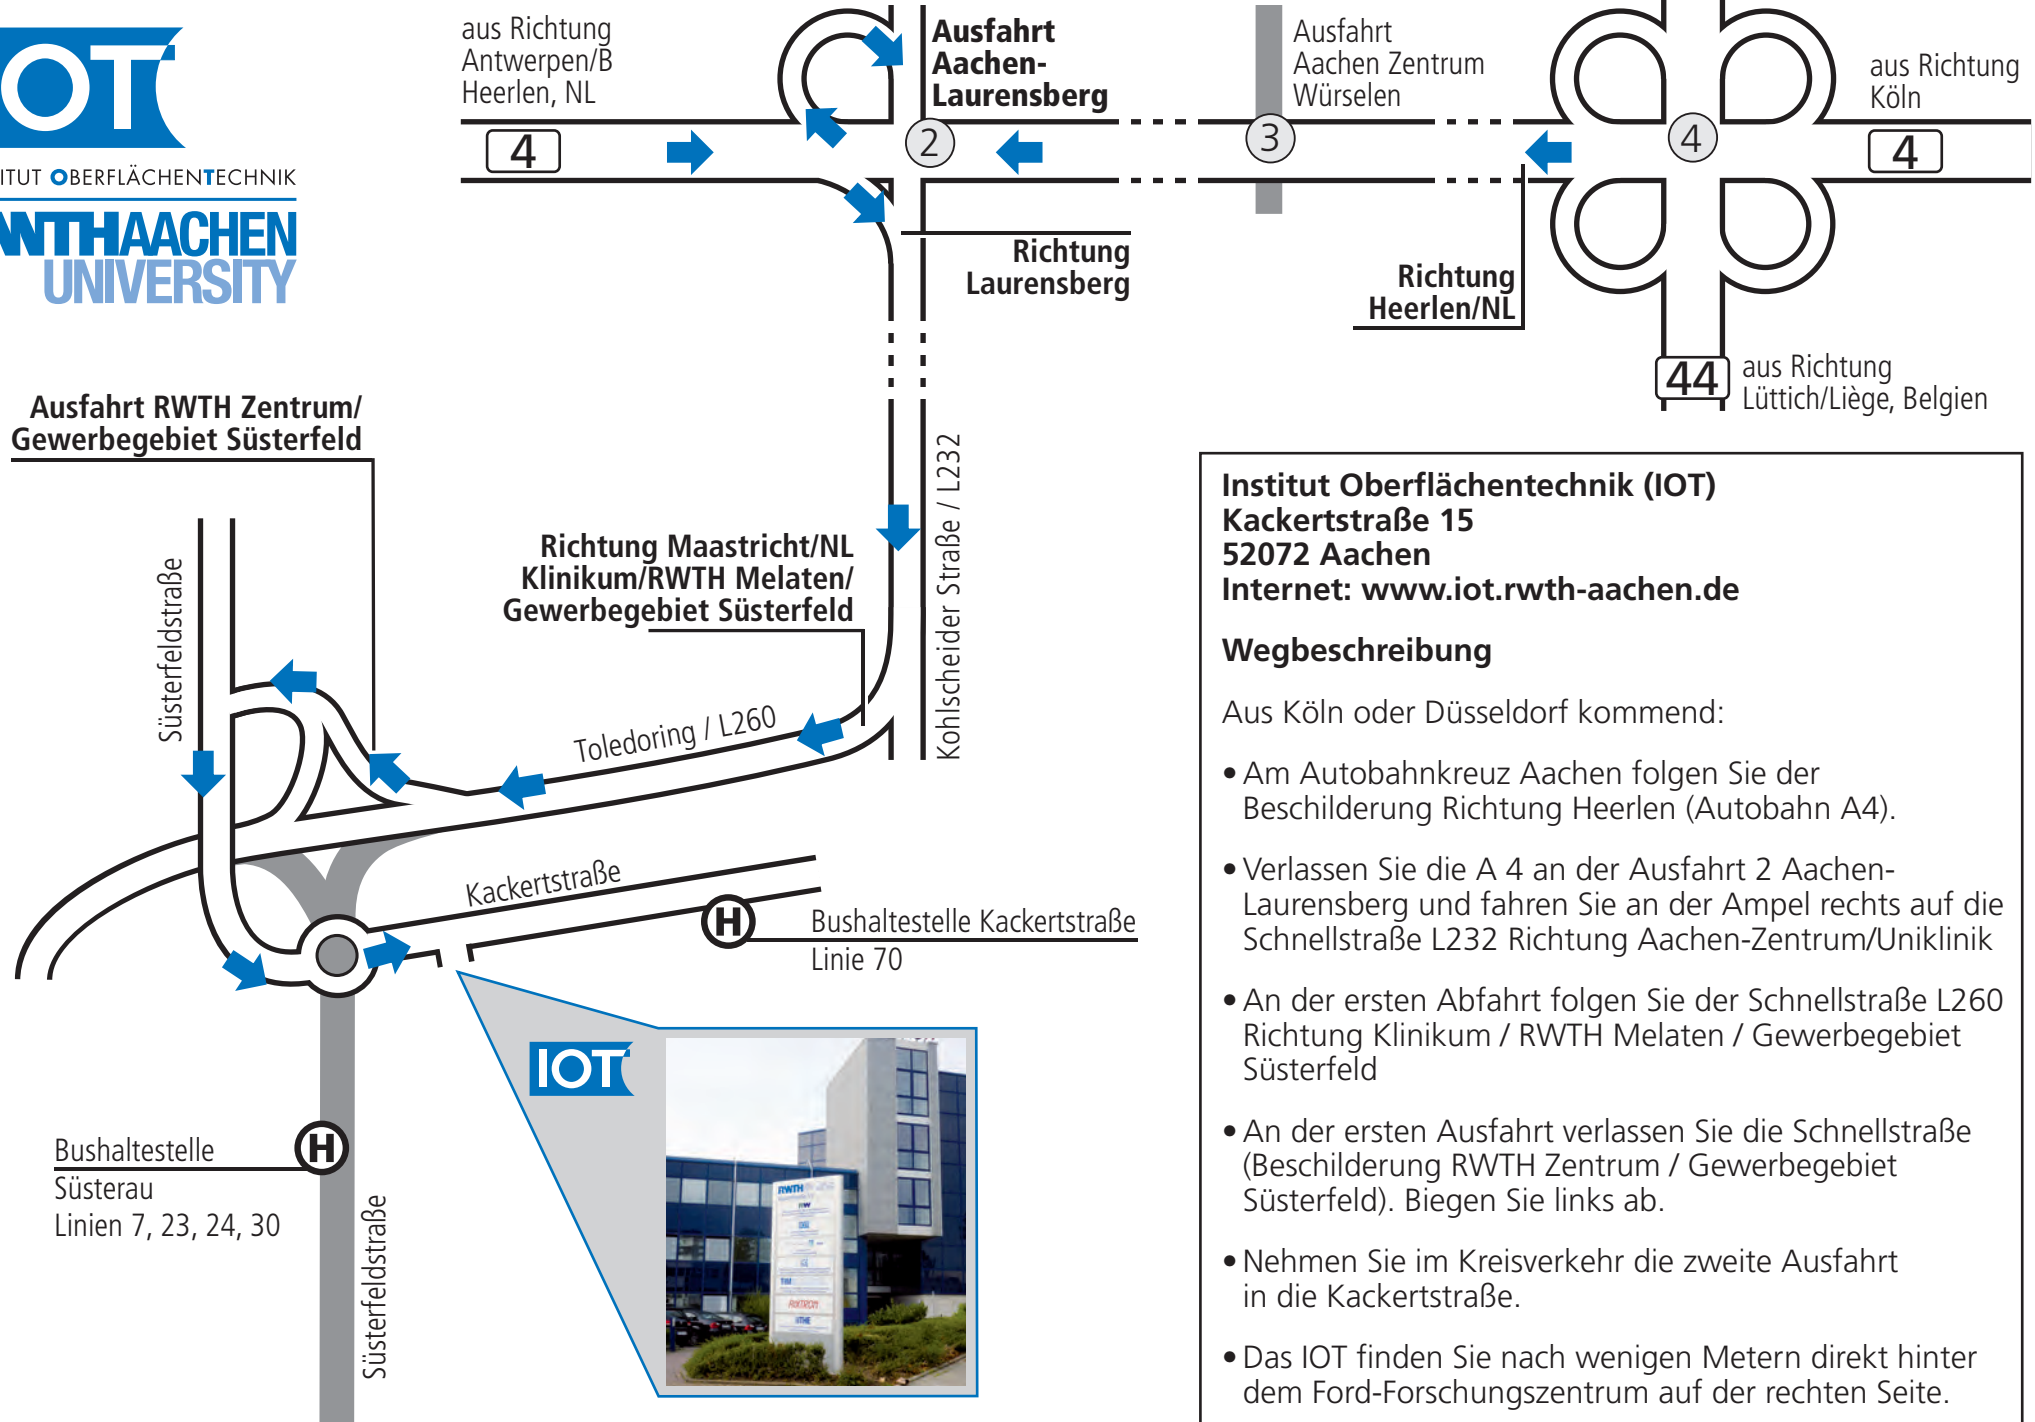 OT
ITUT OBERFLÄCHENTECHNIK
RWTHAACHEN
UNIVERSITY
aus Richtung
Antwerpen/B
Heerlen, NL
4
Ausfahrt
Aachen-
Laurensberg
2
Ausfahrt
Aachen Zentrum
Würselen
3
4
aus Richtung
Köln
4
Richtung
Laurensberg
Richtung
Heerlen/NL
44
aus Richtung
Lüttich/Liège, Belgien
Ausfahrt RWTH Zentrum/
Gewerbegebiet Süsterfeld
Süsterfeldstraße
Richtung Maastricht/NL
Klinikum/RWTH Melaten/
Gewerbegebiet Süsterfeld
Kohlscheider Straße / L232
Toledoring / L260
Kackertstraße
H
Bushaltestelle Kackertstraße
Linie 70
IOT
H
Bushaltestelle
Süsterau
Linien 7, 23, 24, 30
Süsterfeldstraße
RWTH
Institut Oberflächentechnik (IOT)
Kackertstraße 15
52072 Aachen
Internet: www.iot.rwth-aachen.de
Wegbeschreibung
Aus Köln oder Düsseldorf kommend:
• Am Autobahnkreuz Aachen folgen Sie der
Beschilderung Richtung Heerlen (Autobahn A4).
• Verlassen Sie die A 4 an der Ausfahrt 2 Aachen-
Laurensberg und fahren Sie an der Ampel rechts auf die
Schnellstraße L232 Richtung Aachen-Zentrum/Uniklinik
• An der ersten Abfahrt folgen Sie der Schnellstraße L260
Richtung Klinikum / RWTH Melaten / Gewerbegebiet
Süsterfeld
• An der ersten Ausfahrt verlassen Sie die Schnellstraße
(Beschilderung RWTH Zentrum / Gewerbegebiet
Süsterfeld). Biegen Sie links ab.
• Nehmen Sie im Kreisverkehr die zweite Ausfahrt
in die Kackertstraße.
• Das IOT finden Sie nach wenigen Metern direkt hinter
dem Ford-Forschungszentrum auf der rechten Seite.